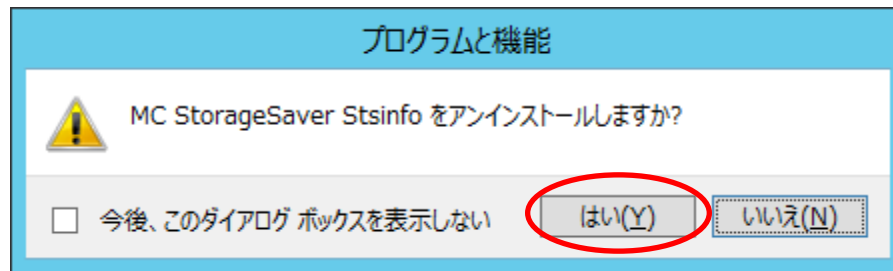 プログラムと機能
MC StorageSaver Stsinfo をアンインストールしますか?
今後、このダイアログ ボックスを表示しない
はい(Y)
いいえ(N)